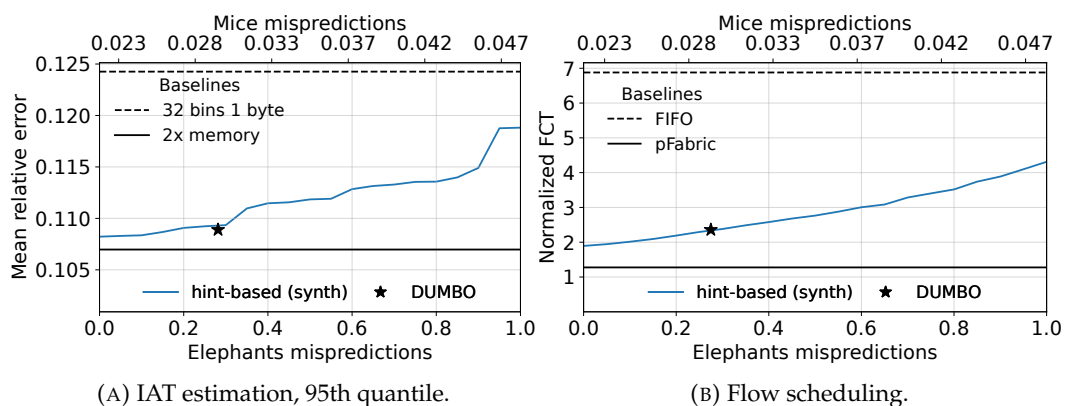 Mice mispredictions
0.023 0.028 0.033 0.037 0.042 0.047
Mean relative error
0.125
0.120
0.115
0.110
0.105
Baselines
32 bins 1 byte
2x memory
hint-based (synth) DUMBO
0.0 0.2 0.4 0.6 0.8 1.0
Elephants mispredictions
(A) IAT estimation, 95th quantile.
Mice mispredictions
0.023 0.028 0.033 0.037 0.042 0.047
Normalized FCT
7
6
5
4
3
2
1
Baselines
FIFO
pFabric
hint-based (synth) DUMBO
0.0 0.2 0.4 0.6 0.8 1.0
Elephants mispredictions
(B) Flow scheduling.